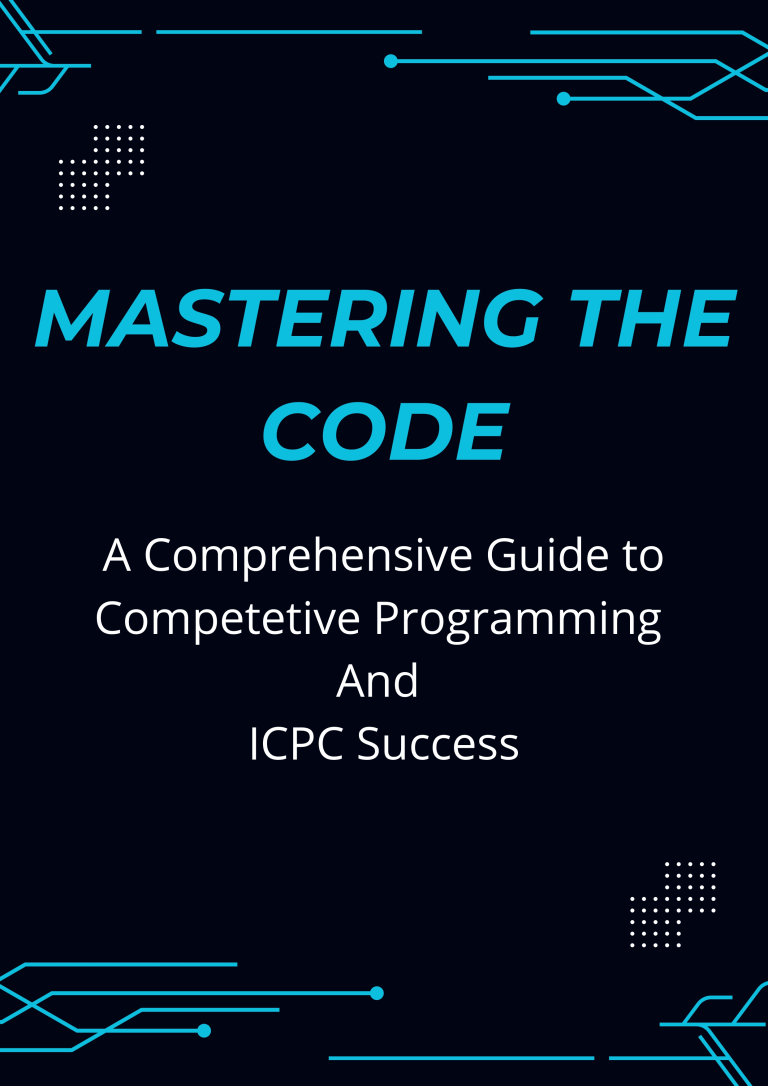 MASTERING THE
CODE
A Comprehensive Guide to
Competetive Programming
And
ICPC Success